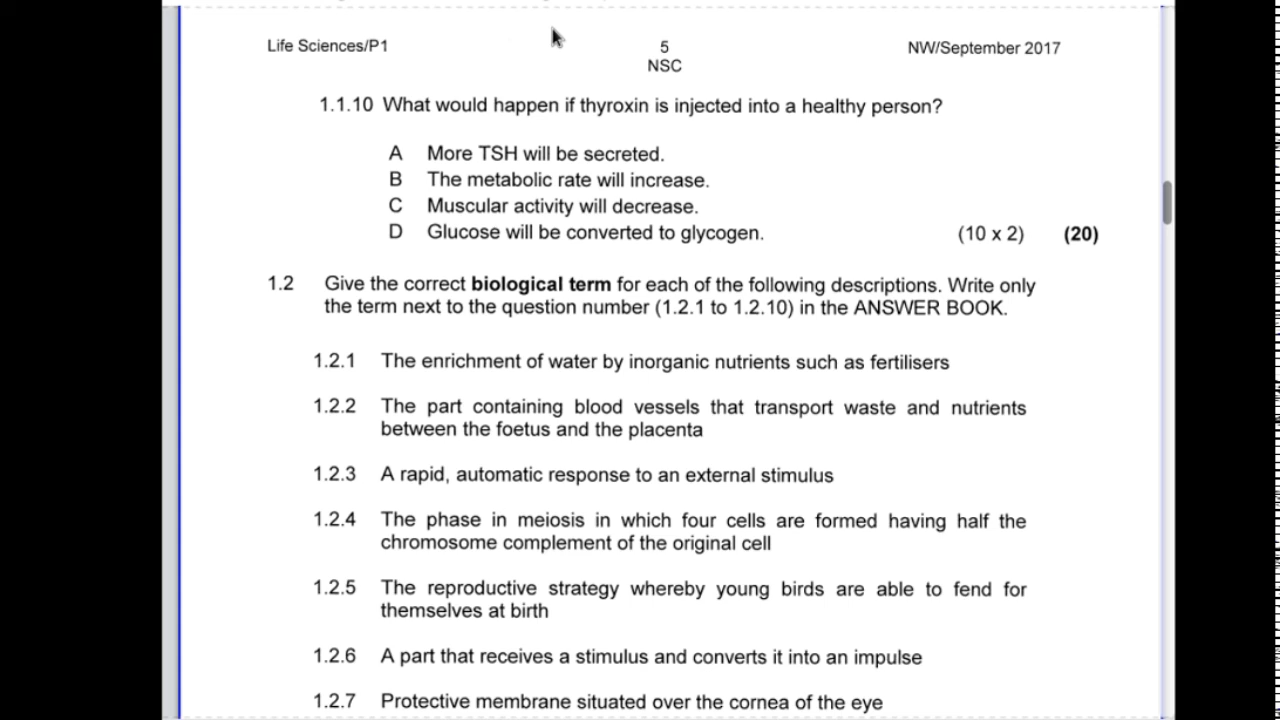 Life Sciences/P1 5 NW/September 2017
NSC
1.1.10 What would happen if thyroxin is injected into a healthy person?
A More TSH will be secreted.
B The metabolic rate will increase.
C Muscular activity will decrease.
D Glucose will be converted to glycogen. (10 x 2) (20)
1.2 Give the correct biological term for each of the following descriptions. Write only
the term next to the question number (1.2.1 to 1.2.10) in the ANSWER BOOK.
1.2.1 The enrichment of water by inorganic nutrients such as fertilisers
1.2.2 The part containing blood vessels that transport waste and nutrients
between the foetus and the placenta
1.2.3 A rapid, automatic response to an external stimulus
1.2.4 The phase in meiosis in which four cells are formed having half the
chromosome complement of the original cell
1.2.5 The reproductive strategy whereby young birds are able to fend for
themselves at birth
1.2.6 A part that receives a stimulus and converts it into an impulse
1.2.7 Protective membrane situated over the cornea of the eye